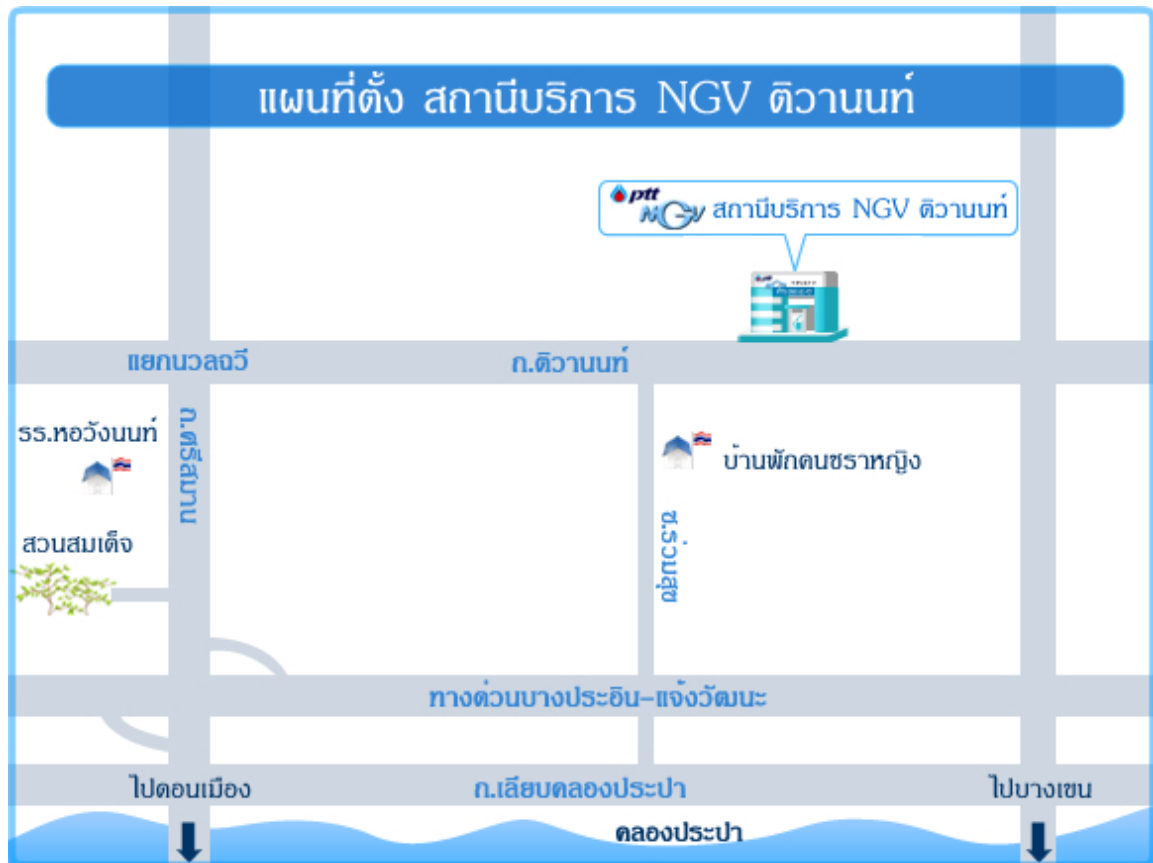 แผนที่ตั้ง สถานีบริการ NGV ติวานนท์
ptt NGV สถานีบริการ NGV ติวานนท์
แยกนวลฉวี
ถ.ติวานนท์
รร.หอวังนนท์
ถ.ศรีสมาน
บ้านพักคนชราหญิง
สวนสมเด็จ
ซ.ร่วมสุข
ทางด่วนบางปะอิน-แจ้งวัฒนะ
ไปดอนเมือง
ถ.เลียบคลองประปา
ไปบางเขน
คลองประปา